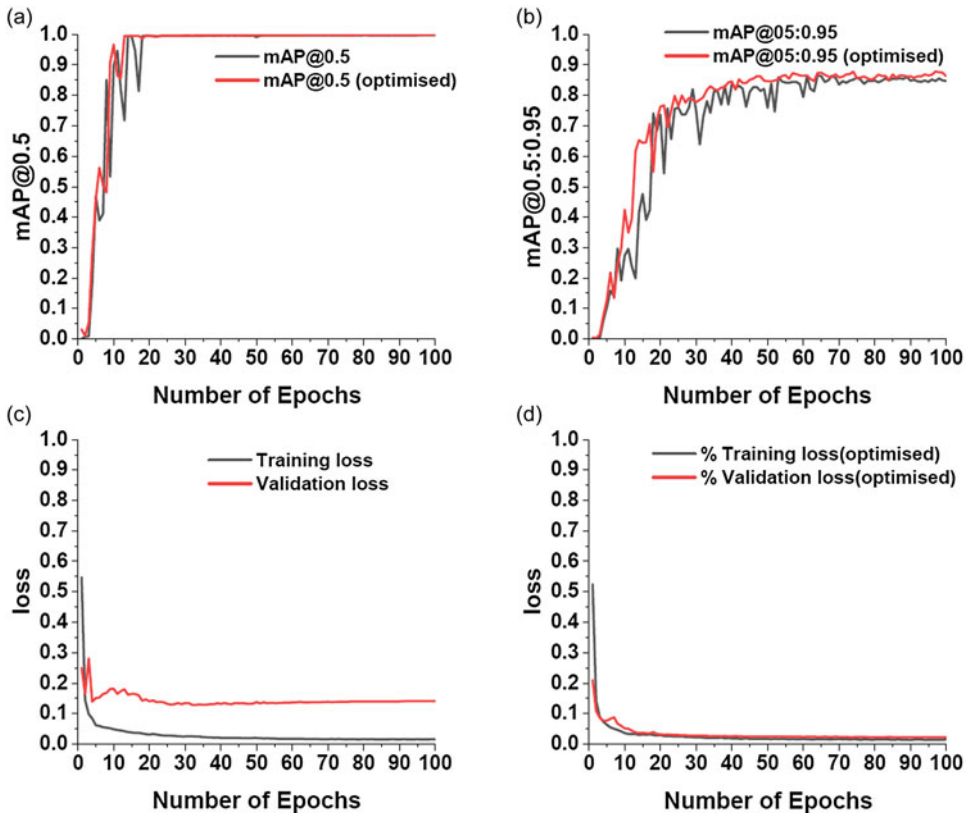 (a)
1.0
0.9
0.8
0.7
0.6
0.5
0.4
0.3
0.2
0.1
0.0
mAP@0.5
mAP@0.5
mAP@0.5 (optimised)
0 10 20 30 40 50 60 70 80 90 100
Number of Epochs
(b)
1.0
0.9
0.8
0.7
0.6
0.5
0.4
0.3
0.2
0.1
0.0
mAP@0.5:0.95
mAP@05:0.95
mAP@05:0.95 (optimised)
0 10 20 30 40 50 60 70 80 90 100
Number of Epochs
(c)
1.0
0.9
0.8
0.7
0.6
0.5
0.4
0.3
0.2
0.1
0.0
loss
Training loss
Validation loss
0 10 20 30 40 50 60 70 80 90 100
Number of Epochs
(d)
1.0
0.9
0.8
0.7
0.6
0.5
0.4
0.3
0.2
0.1
0.0
loss
% Training loss(optimised)
% Validation loss(optimised)
0 10 20 30 40 50 60 70 80 90 100
Number of Epochs